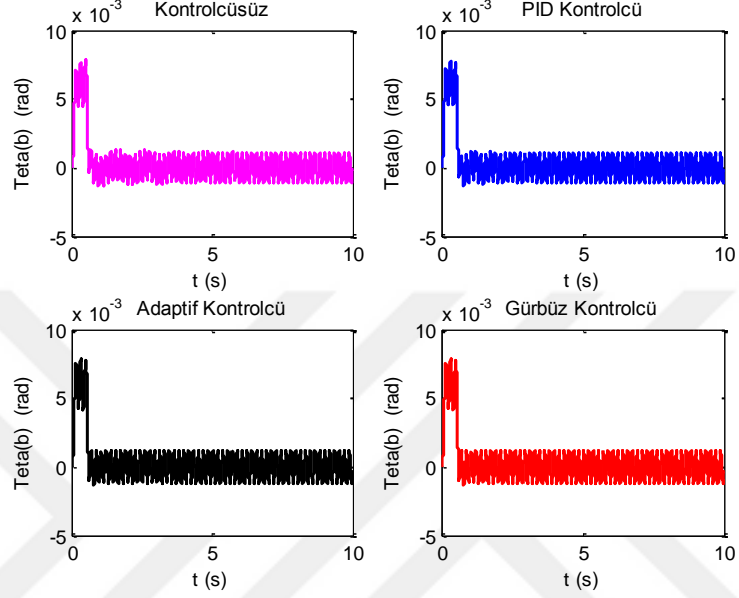 Kontrolcüsüz
x 10^-3
10
5
0
-5
Teta(b) (rad)
0 5 10
t (s)
PID Kontrolcü
x 10^-3
10
5
0
-5
Teta(b) (rad)
0 5 10
t (s)
Adaptif Kontrolcü
x 10^-3
10
5
0
-5
Teta(b) (rad)
0 5 10
t (s)
Gürbüz Kontrolcü
x 10^-3
10
5
0
-5
Teta(b) (rad)
0 5 10
t (s)